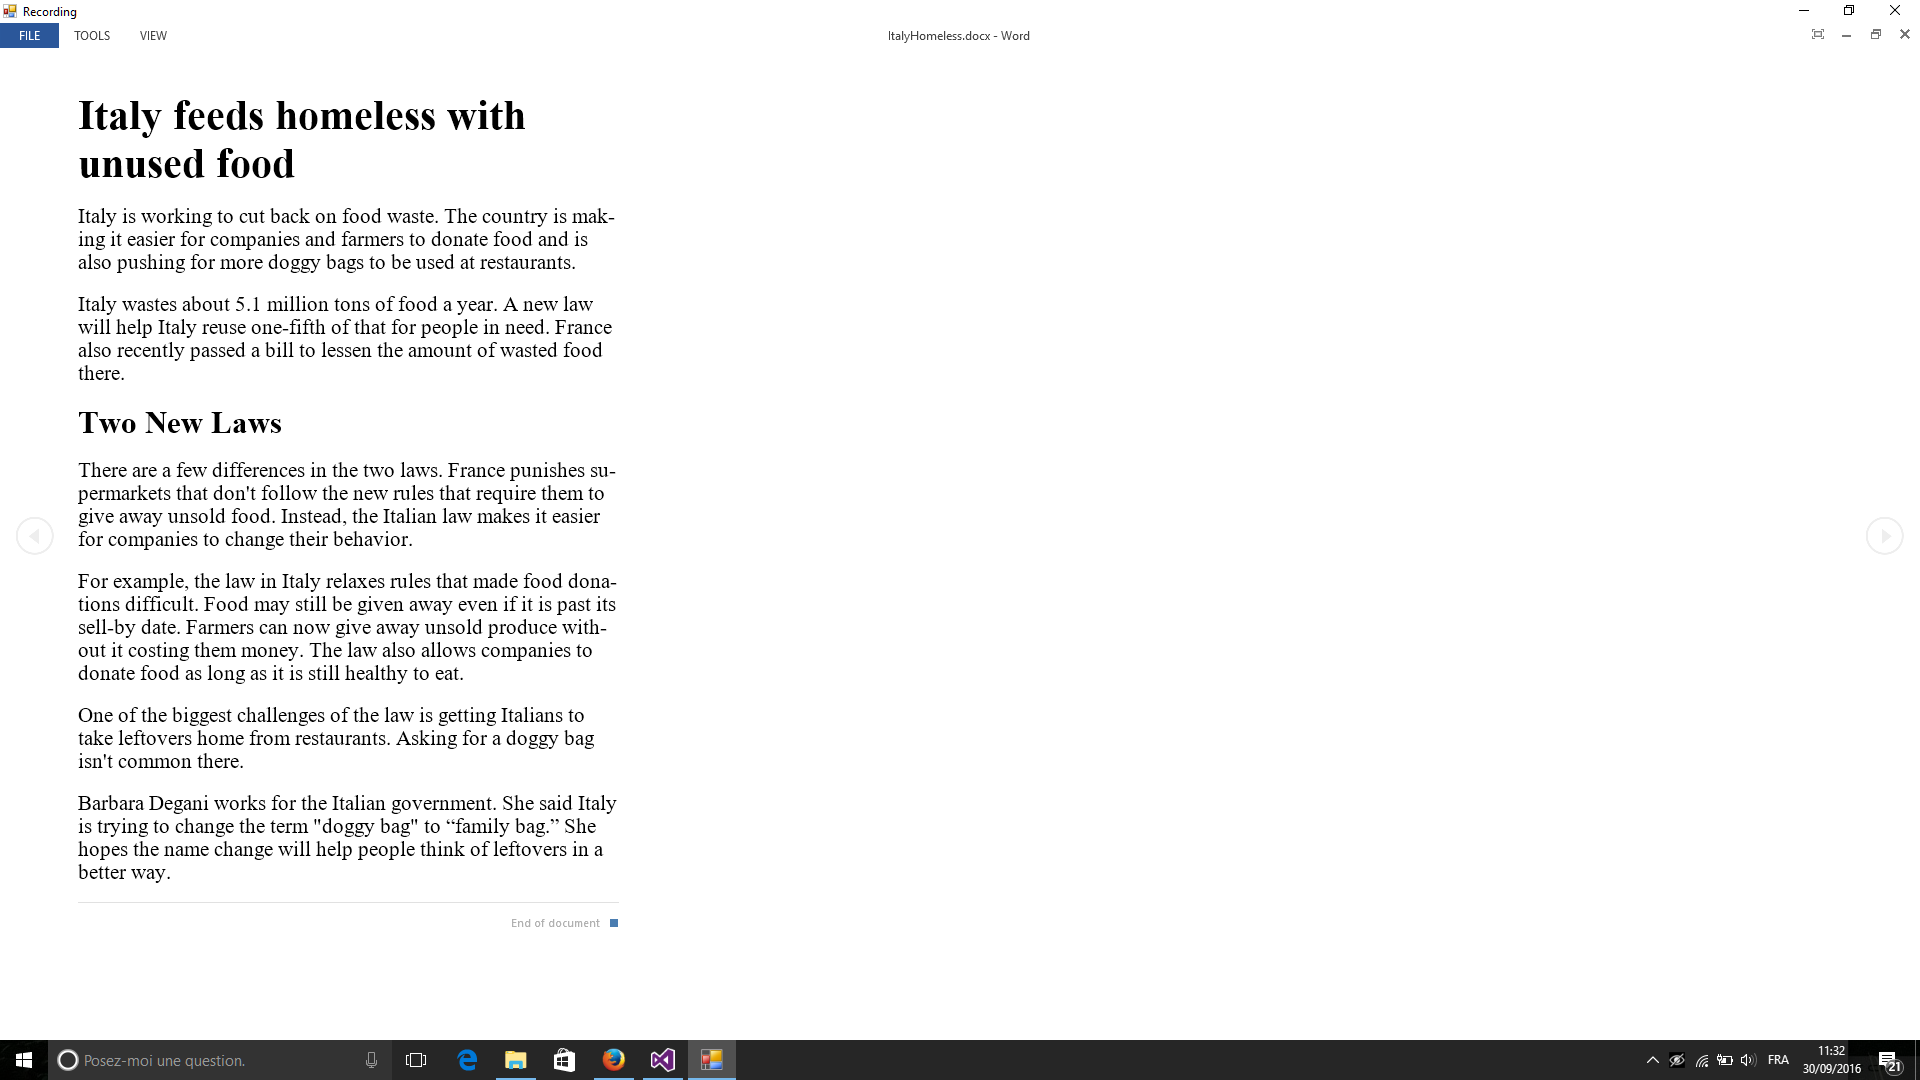 Recording
FILE TOOLS VIEW ItalyHomeless.docx - Word
Italy feeds homeless with
unused food
Italy is working to cut back on food waste. The country is mak-
ing it easier for companies and farmers to donate food and is
also pushing for more doggy bags to be used at restaurants.
Italy wastes about 5.1 million tons of food a year. A new law
will help Italy reuse one-fifth of that for people in need. France
also recently passed a bill to lessen the amount of wasted food
there.
Two New Laws
There are a few differences in the two laws. France punishes su-
permarkets that don't follow the new rules that require them to
give away unsold food. Instead, the Italian law makes it easier
for companies to change their behavior.
For example, the law in Italy relaxes rules that made food dona-
tions difficult. Food may still be given away even if it is past its
sell-by date. Farmers can now give away unsold produce with-
out it costing them money. The law also allows companies to
donate food as long as it is still healthy to eat.
One of the biggest challenges of the law is getting Italians to
take leftovers home from restaurants. Asking for a doggy bag
isn't common there.
Barbara Degani works for the Italian government. She said Italy
is trying to change the term "doggy bag" to “family bag.” She
hopes the name change will help people think of leftovers in a
better way.
End of document
Posez-moi une question.
FRA
11:32
30/09/2016
21